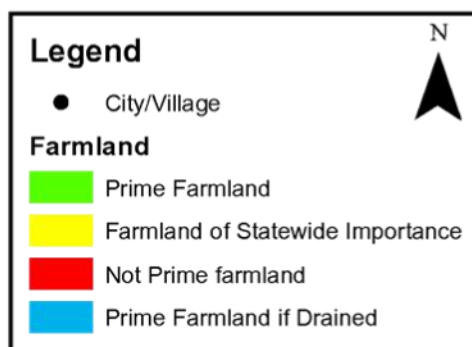 N
Legend
City/Village
Farmland
Prime Farmland
Farmland of Statewide Importance
Not Prime farmland
Prime Farmland if Drained